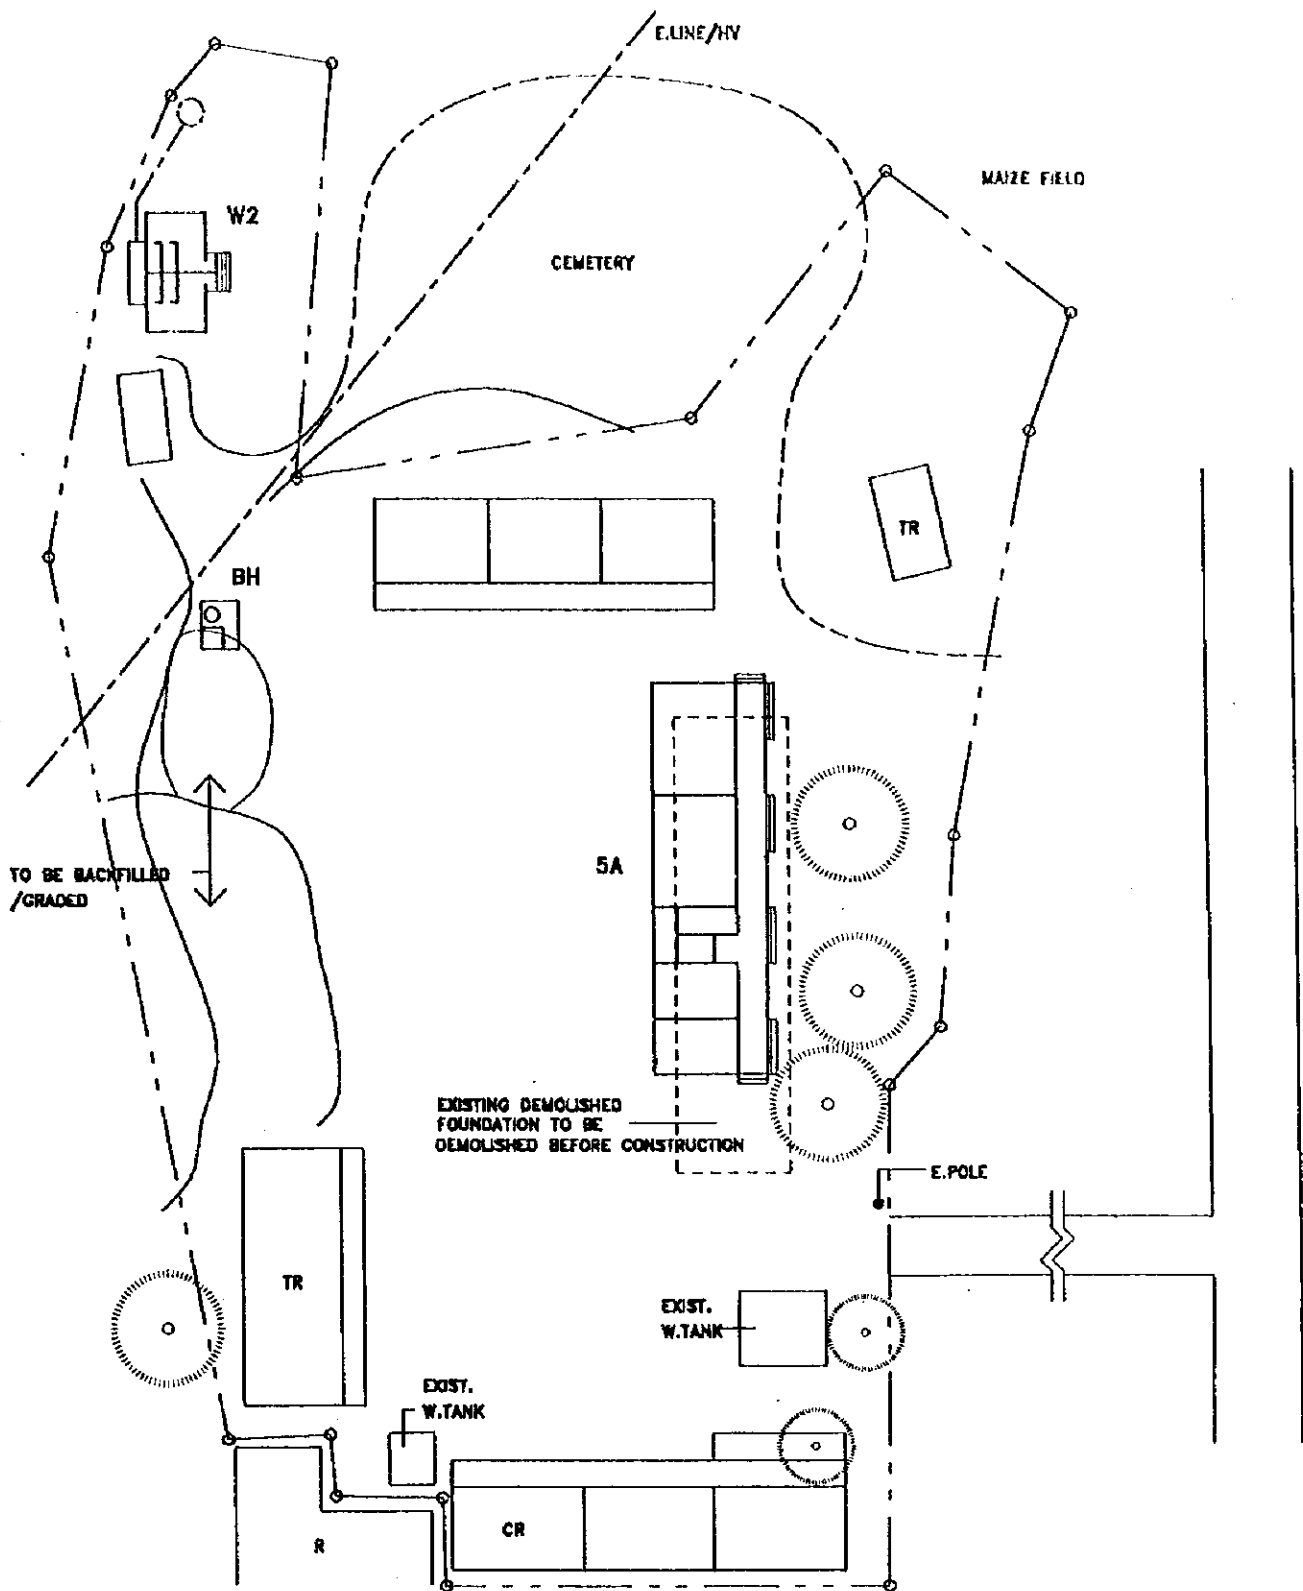 E.LINE/HV
MAIZE FIELD
W2
CEMETERY
TR
BH
5A
TO BE BACKFILLED
/GRADED
EXISTING DEMOLISHED
FOUNDATION TO BE
DEMOLISHED BEFORE CONSTRUCTION
E.POLE
TR
EXIST.
W.TANK
EXIST.
W.TANK
CR
R